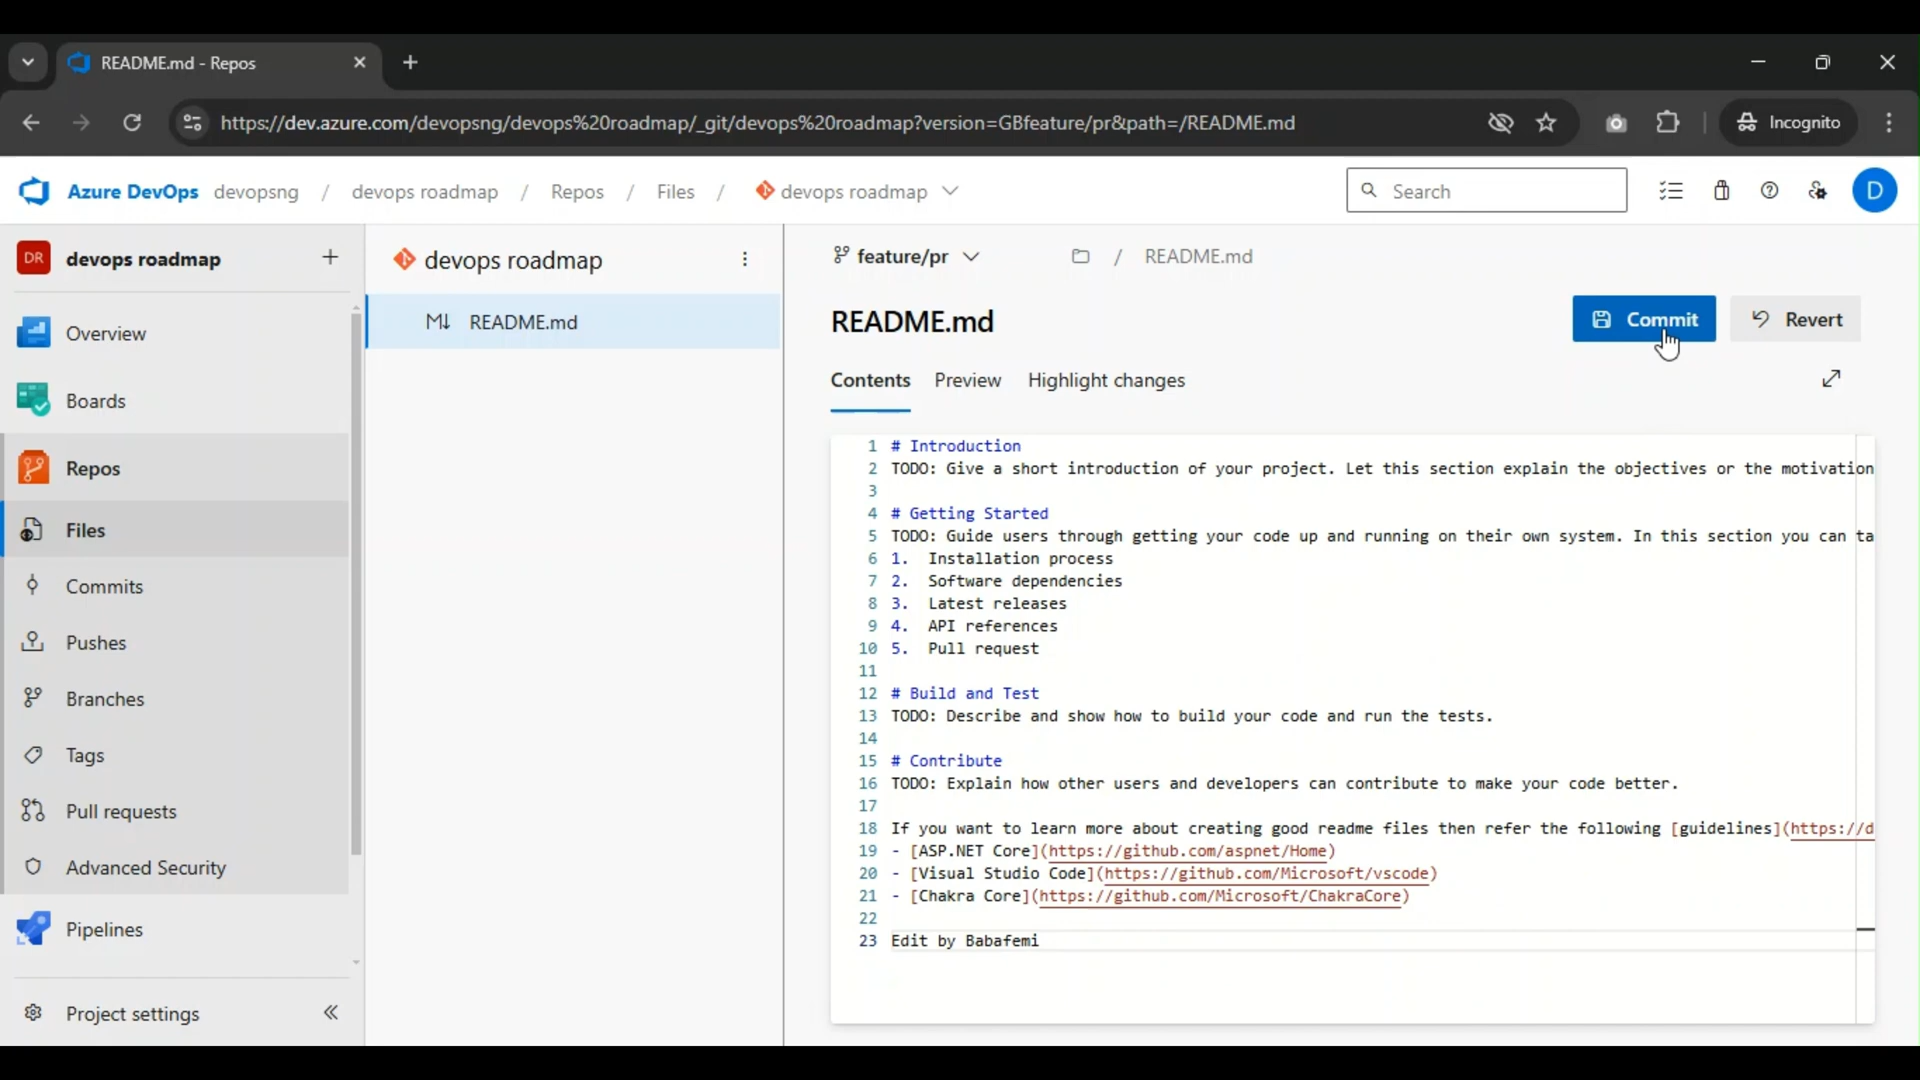 README.md - Repos
https://dev.azure.com/devopsng/devops%20roadmap/_git/devops%20roadmap?version=GBfeature/pr&path=/README.md
Incognito
Azure DevOps devopsng / devops roadmap / Repos / Files / devops roadmap
Search
D
DR devops roadmap
Overview
Boards
Repos
Files
Commits
Pushes
Branches
Tags
Pull requests
Advanced Security
Pipelines
Project settings
devops roadmap
README.md
feature/pr
/ README.md
README.md
Commit
Revert
Contents
Preview
Highlight changes
1 # Introduction
2 TODO: Give a short introduction of your project. Let this section explain the objectives or the motivation
3
4 # Getting Started
5 TODO: Guide users through getting your code up and running on their own system. In this section you can ta
6 1. Installation process
7 2. Software dependencies
8 3. Latest releases
9 4. API references
10 5. Pull request
11
12 # Build and Test
13 TODO: Describe and show how to build your code and run the tests.
14
15 # Contribute
16 TODO: Explain how other users and developers can contribute to make your code better.
17
18 If you want to learn more about creating good readme files then refer the following [guidelines](https://d
19 - [ASP.NET Core](https://github.com/aspnet/Home)
20 - [Visual Studio Code](https://github.com/Microsoft/vscode)
21 - [Chakra Core](https://github.com/Microsoft/ChakraCore)
22
23 Edit by Babafemi